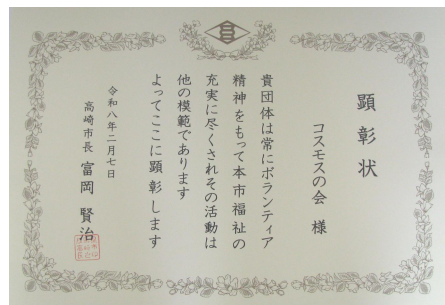 顕彰状
コスモスの会 様
貴団体は常にボランティア
精神をもって本市福祉の
充実に尽くされその活動は
他の模範であります
よってここに顕彰します
令和八年二月七日
高崎市長 富岡賢治